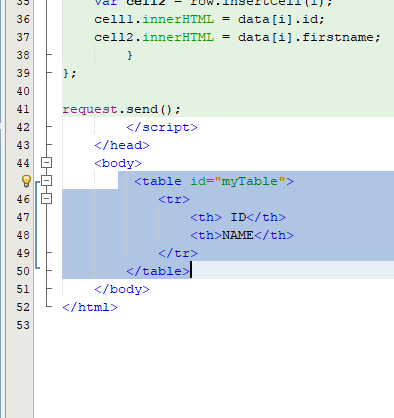 35 var cell2 = row.insertCell(1);
36 cell1.innerHTML = data[i].id;
37 cell2.innerHTML = data[i].firstname;
38 }
39 };
40
41 request.send();
42 </script>
43 </head>
44 <body>
<table id="myTable">
46 <tr>
47 <th> ID</th>
48 <th>NAME</th>
49 </tr>
50 </table>
51 </body>
52 </html>
53